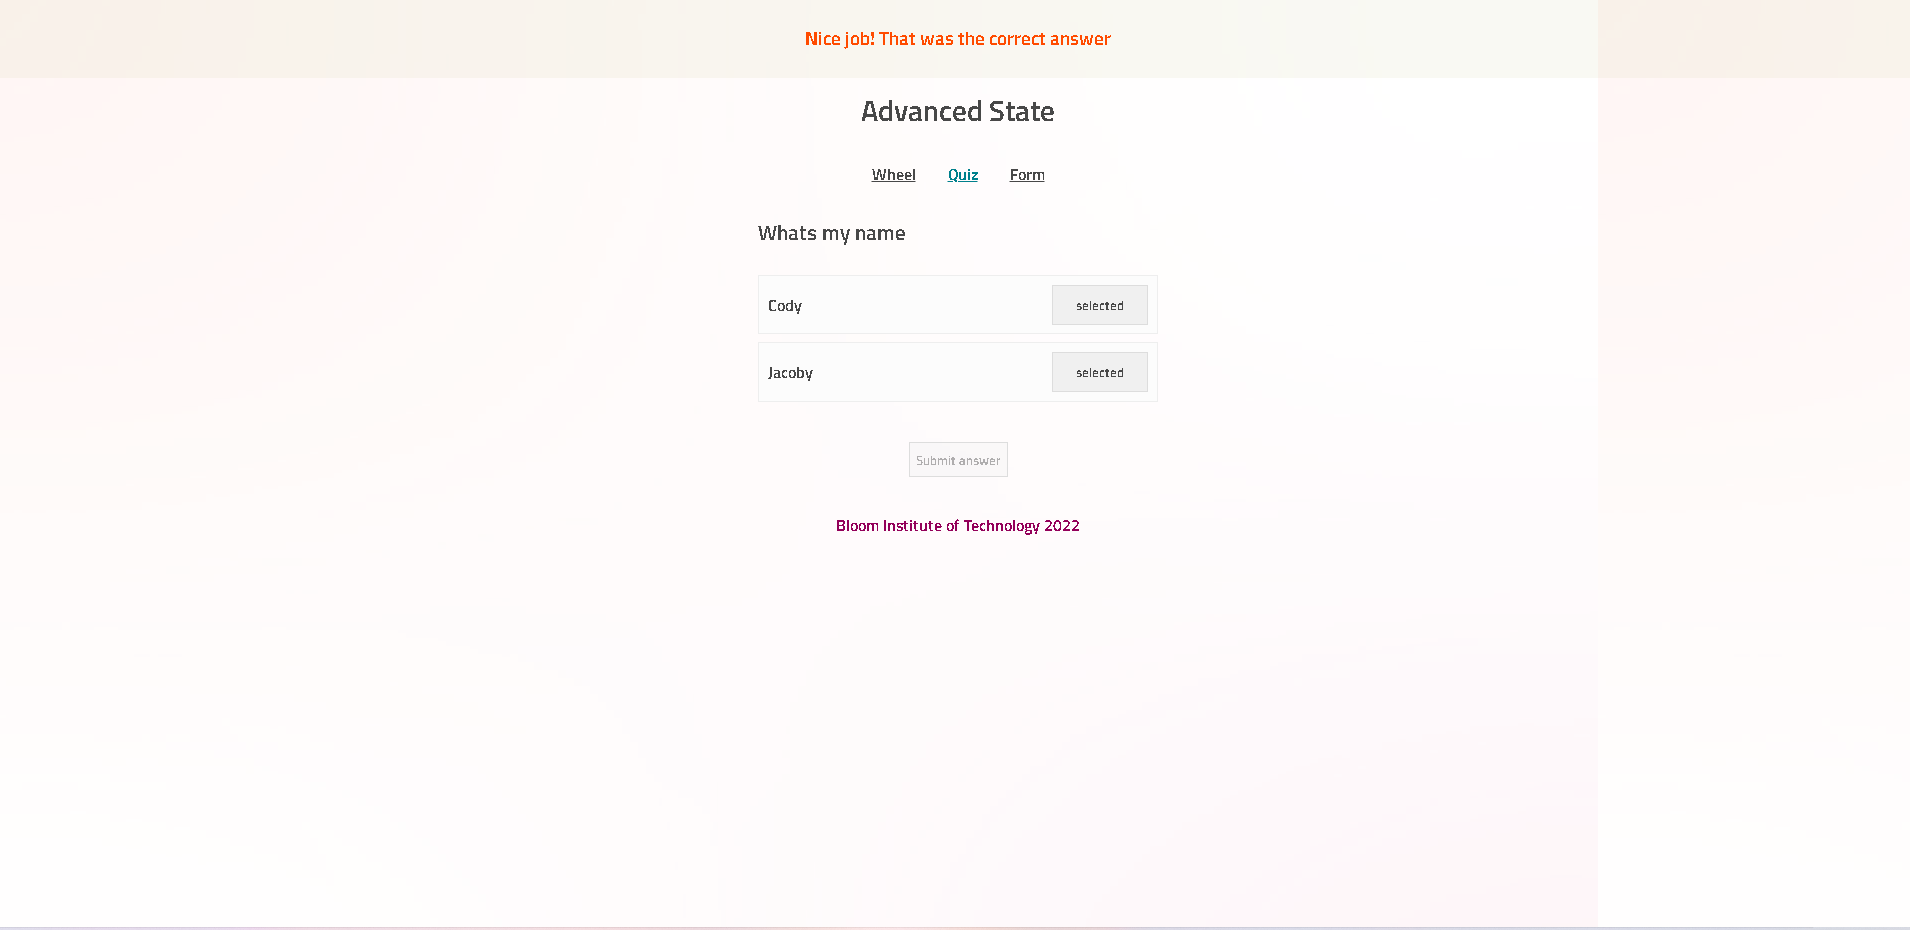 Nice job! That was the correct answer
Advanced State
Wheel Quiz Form
Whats my name
Cody selected
Jacoby selected
Submit answer
Bloom Institute of Technology 2022